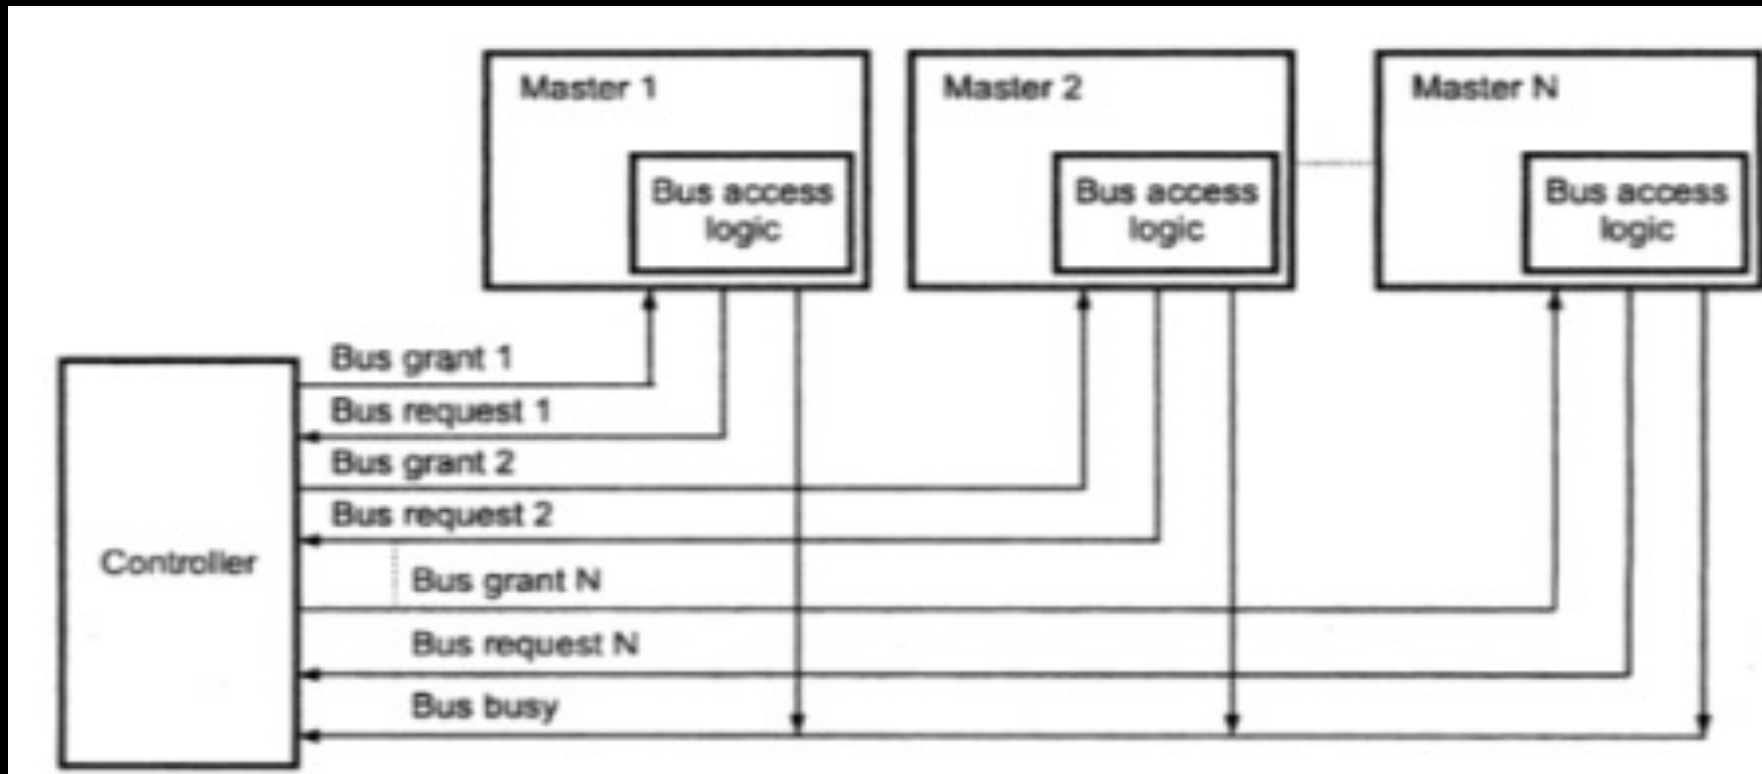 Master 1
Master 2
Master N
Bus access
logic
Bus access
logic
Bus access
logic
Bus grant 1
Bus request 1
Bus grant 2
Bus request 2
Controller
Bus grant N
Bus request N
Bus busy